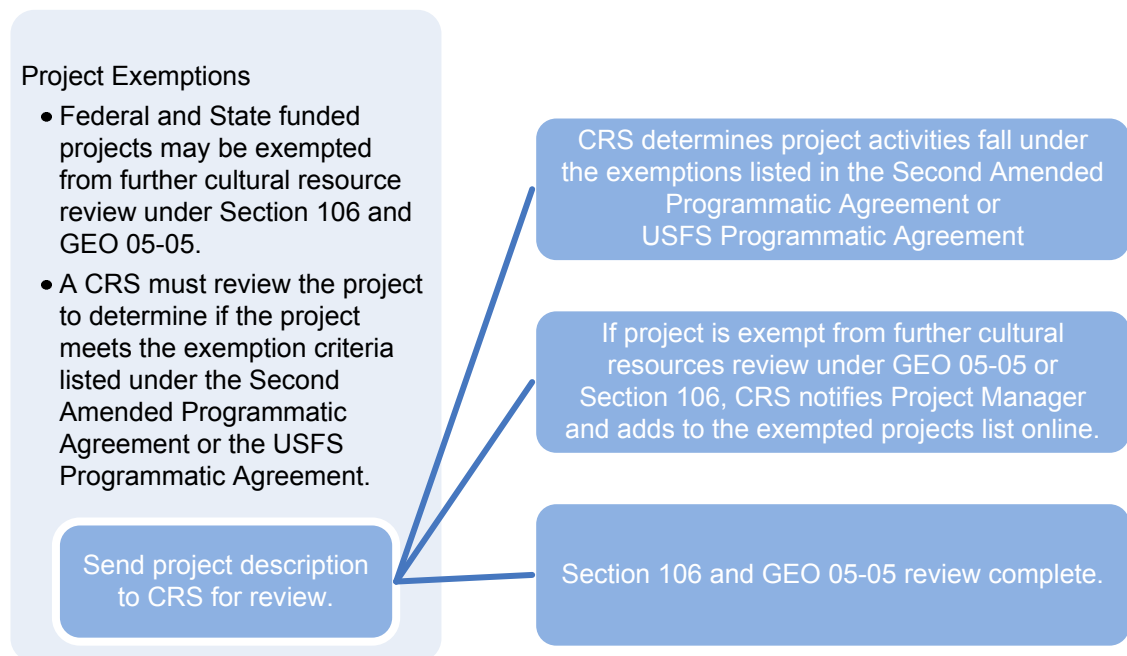 Project Exemptions
• Federal and State funded
projects may be exempted
from further cultural resource
review under Section 106 and
GEO 05-05.
• A CRS must review the project
to determine if the project
meets the exemption criteria
listed under the Second
Amended Programmatic
Agreement or the USFS
Programmatic Agreement.
Send project description
to CRS for review.
CRS determines project activities fall under
the exemptions listed in the Second Amended
Programmatic Agreement or
USFS Programmatic Agreement
If project is exempt from further cultural
resources review under GEO 05-05 or
Section 106, CRS notifies Project Manager
and adds to the exempted projects list online.
Section 106 and GEO 05-05 review complete.